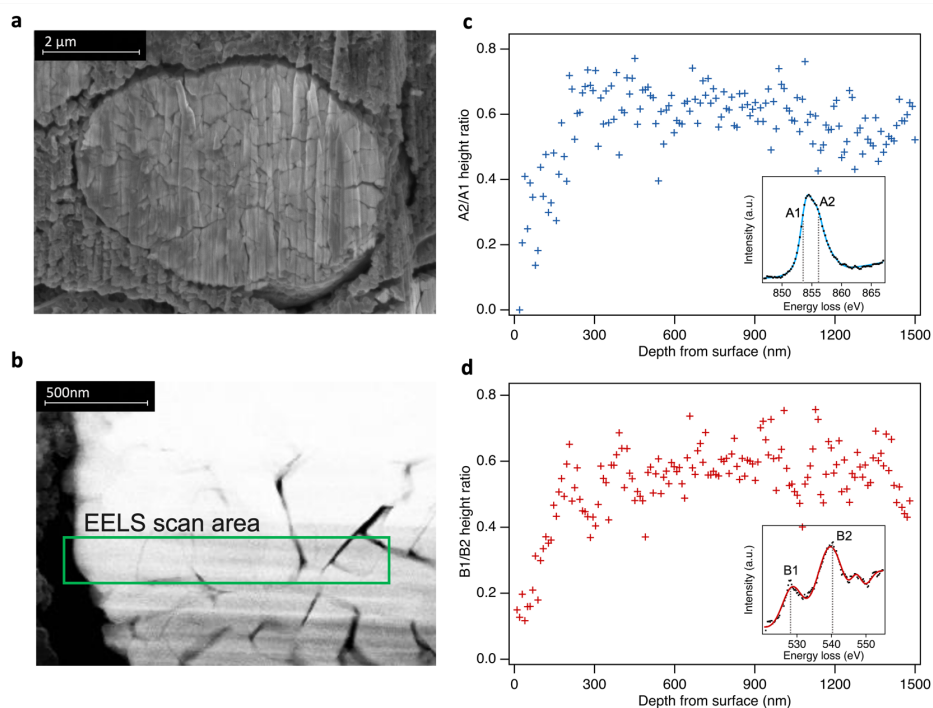 a
2 µm
b
500nm
EELS scan area
c
0.8
0.6
0.4
0.2
0.0
A2/A1 height ratio
0
300
600
900
1200
1500
Depth from surface (nm)
A1
A2
Intensity (a.u.)
850
855
860
865
Energy loss (eV)
d
0.8
0.6
0.4
0.2
0.0
B1/B2 height ratio
0
300
600
900
1200
1500
Depth from surface (nm)
B1
B2
Intensity (a.u.)
530
540
550
Energy loss (eV)